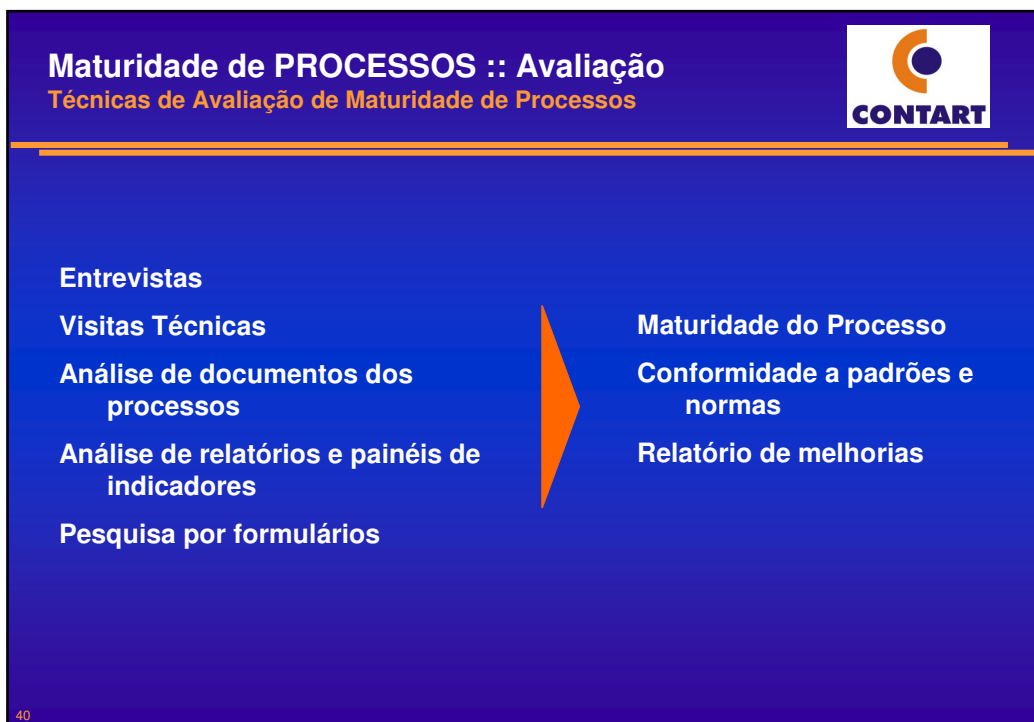 Maturidade de PROCESSOS :: Avaliação
Técnicas de Avaliação de Maturidade de Processos
CONTART
Entrevistas
Visitas Técnicas
Análise de documentos dos
processos
Análise de relatórios e painéis de
indicadores
Pesquisa por formulários
Maturidade do Processo
Conformidade a padrões e
normas
Relatório de melhorias
40